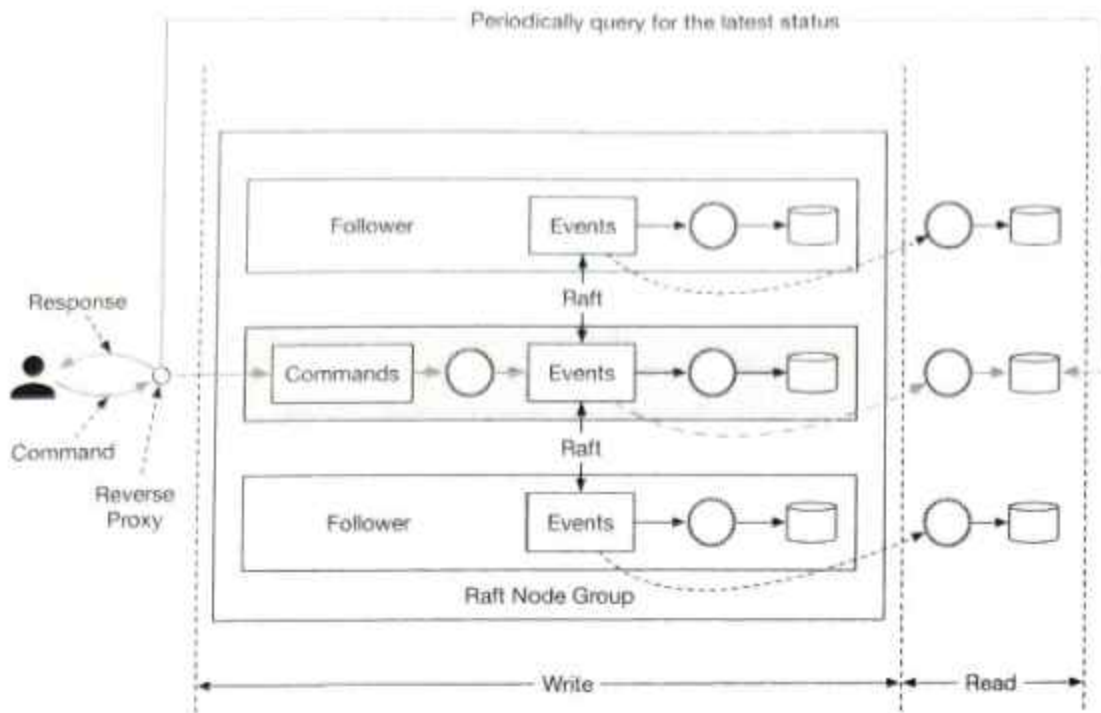 Periodically query for the latest status
Follower
Events
Raft
Response
Commands
Events
Command
Raft
Reverse
Proxy
Follower
Events
Raft Node Group
Write
Read